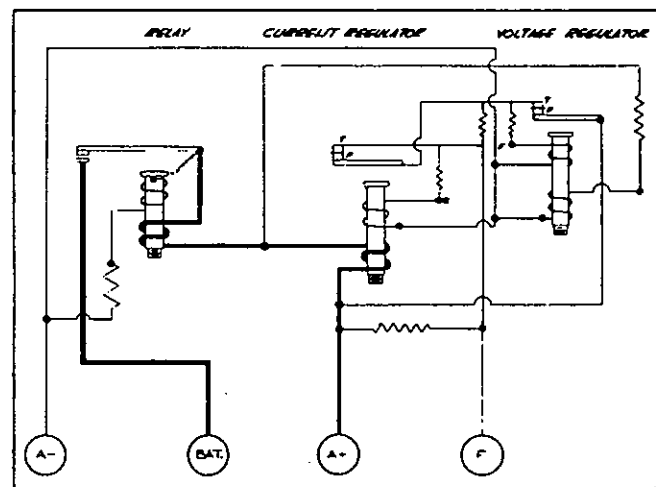 RELAY CURRENT REGULATOR VOLTAGE REGULATOR
A- BAT. A+ F